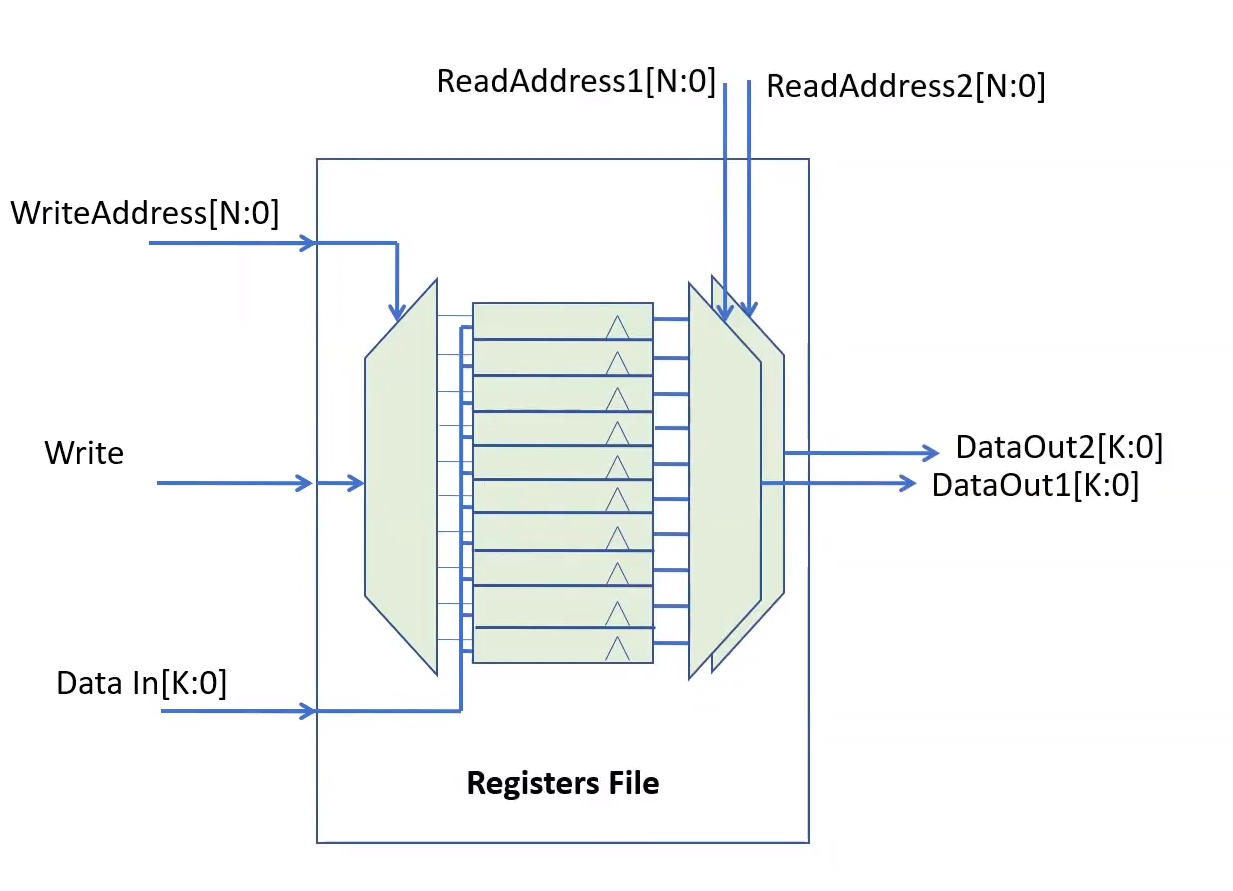 ReadAddress1[N:0]
ReadAddress2[N:0]
WriteAddress[N:0]
Write
DataOut2[K:0]
DataOut1[K:0]
Data In[K:0]
Registers File